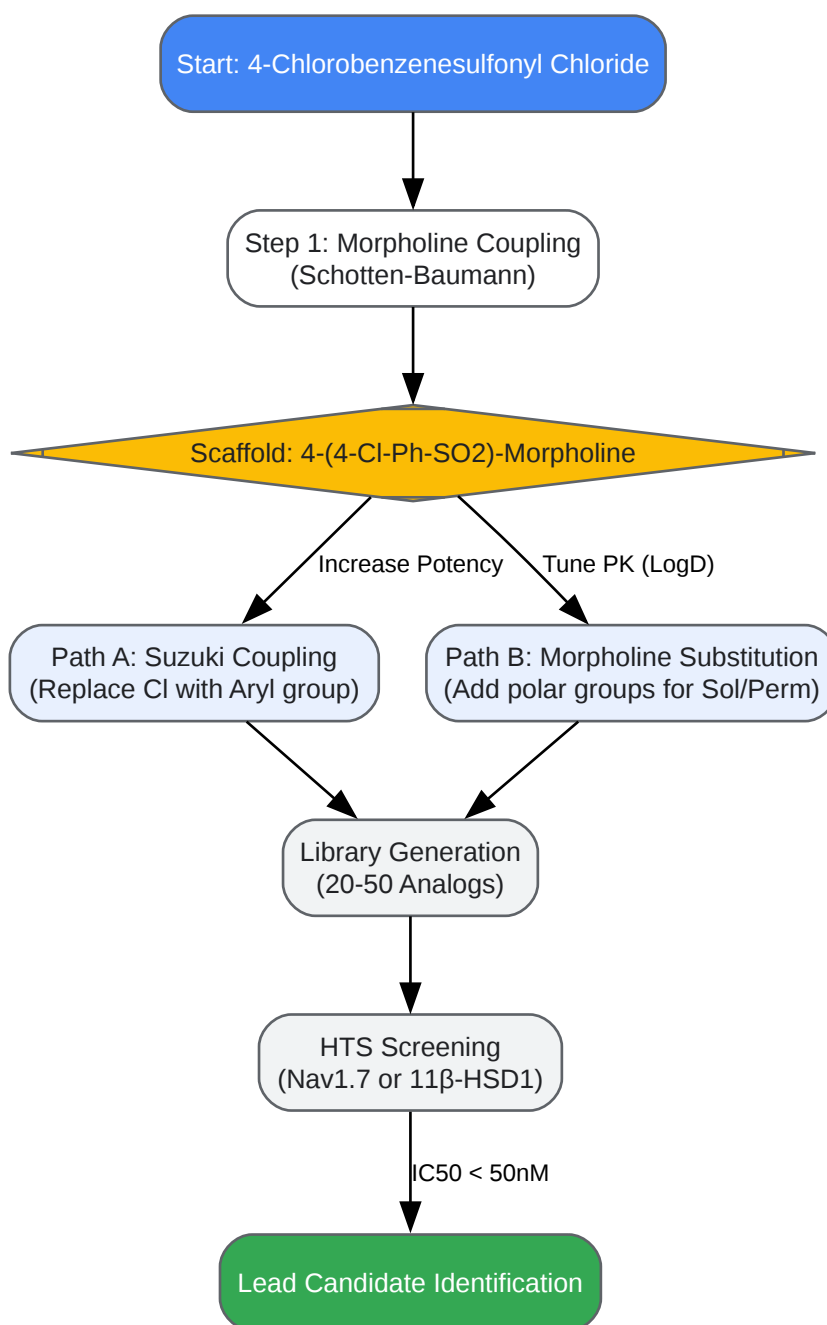 Start: 4-Chlorobenzenesulfonyl Chloride
Step 1: Morpholine Coupling
(Schotten-Baumann)
Scaffold: 4-(4-Cl-Ph-SO2)-Morpholine
Increase Potency
Tune PK (LogD)
Path A: Suzuki Coupling
(Replace Cl with Aryl group)
Path B: Morpholine Substitution
(Add polar groups for Sol/Perm)
Library Generation
(20-50 Analogs)
HTS Screening
(Nav1.7 or 11β-HSD1)
IC50 < 50nM
Lead Candidate Identification